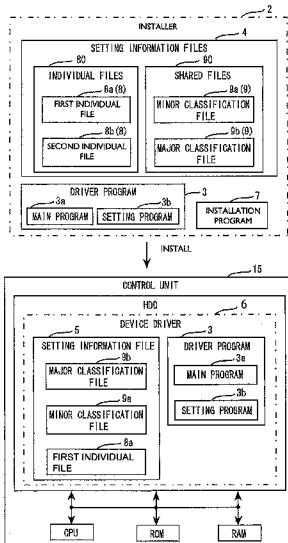 2
INSTALLER
4
SETTING INFORMATION FILES
80
90
INDIVIDUAL FILES
SHARED FILES
8a(8)
9a(9)
FIRST INDIVIDUAL FILE
MINOR CLASSIFICATION FILE
8b(8)
9b(9)
SECOND INDIVIDUAL FILE
MAJOR CLASSIFICATION FILE
DRIVER PROGRAM
3
7
3a
3b
MAIN PROGRAM
SETTING PROGRAM
INSTALLATION PROGRAM
INSTALL
15
CONTROL UNIT
HDD
6
DEVICE DRIVER
5
3
SETTING INFORMATION FILE
DRIVER PROGRAM
9b
3a
MAJOR CLASSIFICATION FILE
MAIN PROGRAM
9a
3b
MINOR CLASSIFICATION FILE
SETTING PROGRAM
8a
FIRST INDIVIDUAL FILE
CPU
ROM
RAM